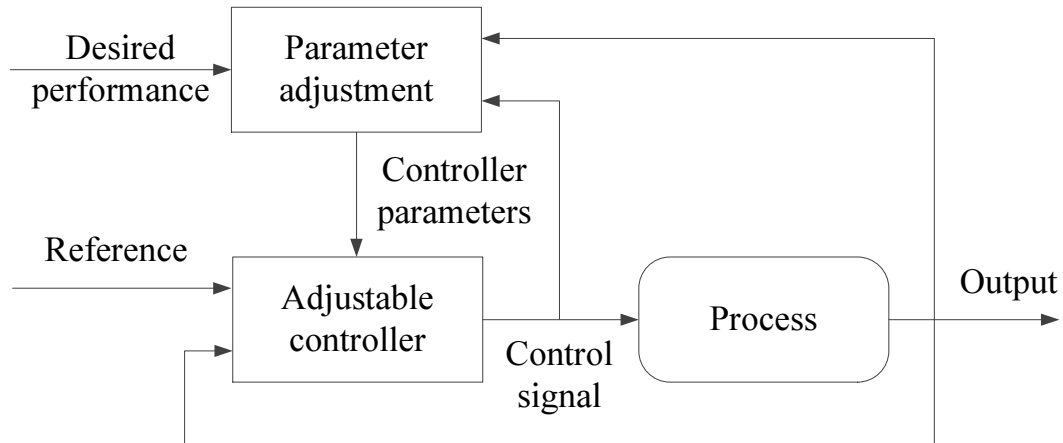 Desired
performance
Parameter
adjustment
Controller
parameters
Reference
Adjustable
controller
Control
signal
Process
Output